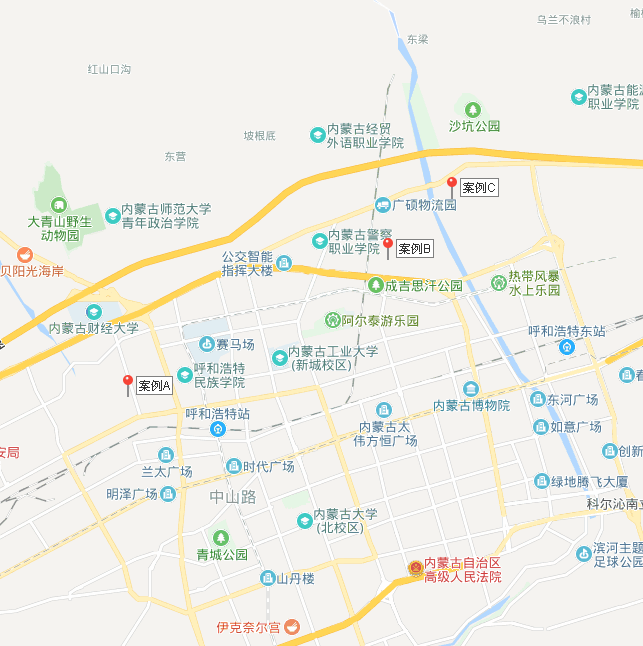 乌兰不浪村
东梁
红山口沟
内蒙古能源
职业学院
沙坑公园
内蒙古经贸
外语职业学院
坡根底
东营
案例C
广硕物流园
内蒙古师范大学
青年政治学院
大青山野生
动物园
内蒙古警察
职业学院
案例B
公交智能
指挥大楼
贝阳光海岸
成吉思汗公园
热带风暴
水上乐园
内蒙古财经大学
阿尔泰游乐园
呼和浩特东站
赛马场
内蒙古工业大学
(新城校区)
呼和浩特
民族学院
案例A
春
内蒙古博物院
东河广场
呼和浩特站
内蒙古太
伟方恒广场
如意广场
安局
创新
兰太广场
时代广场
绿地腾飞大厦
明泽广场
中山路
科尔沁南立
内蒙古大学
(北校区)
青城公园
滨河主题
足球公园
内蒙古自治区
高级人民法院
山丹楼
伊克奈尔宫